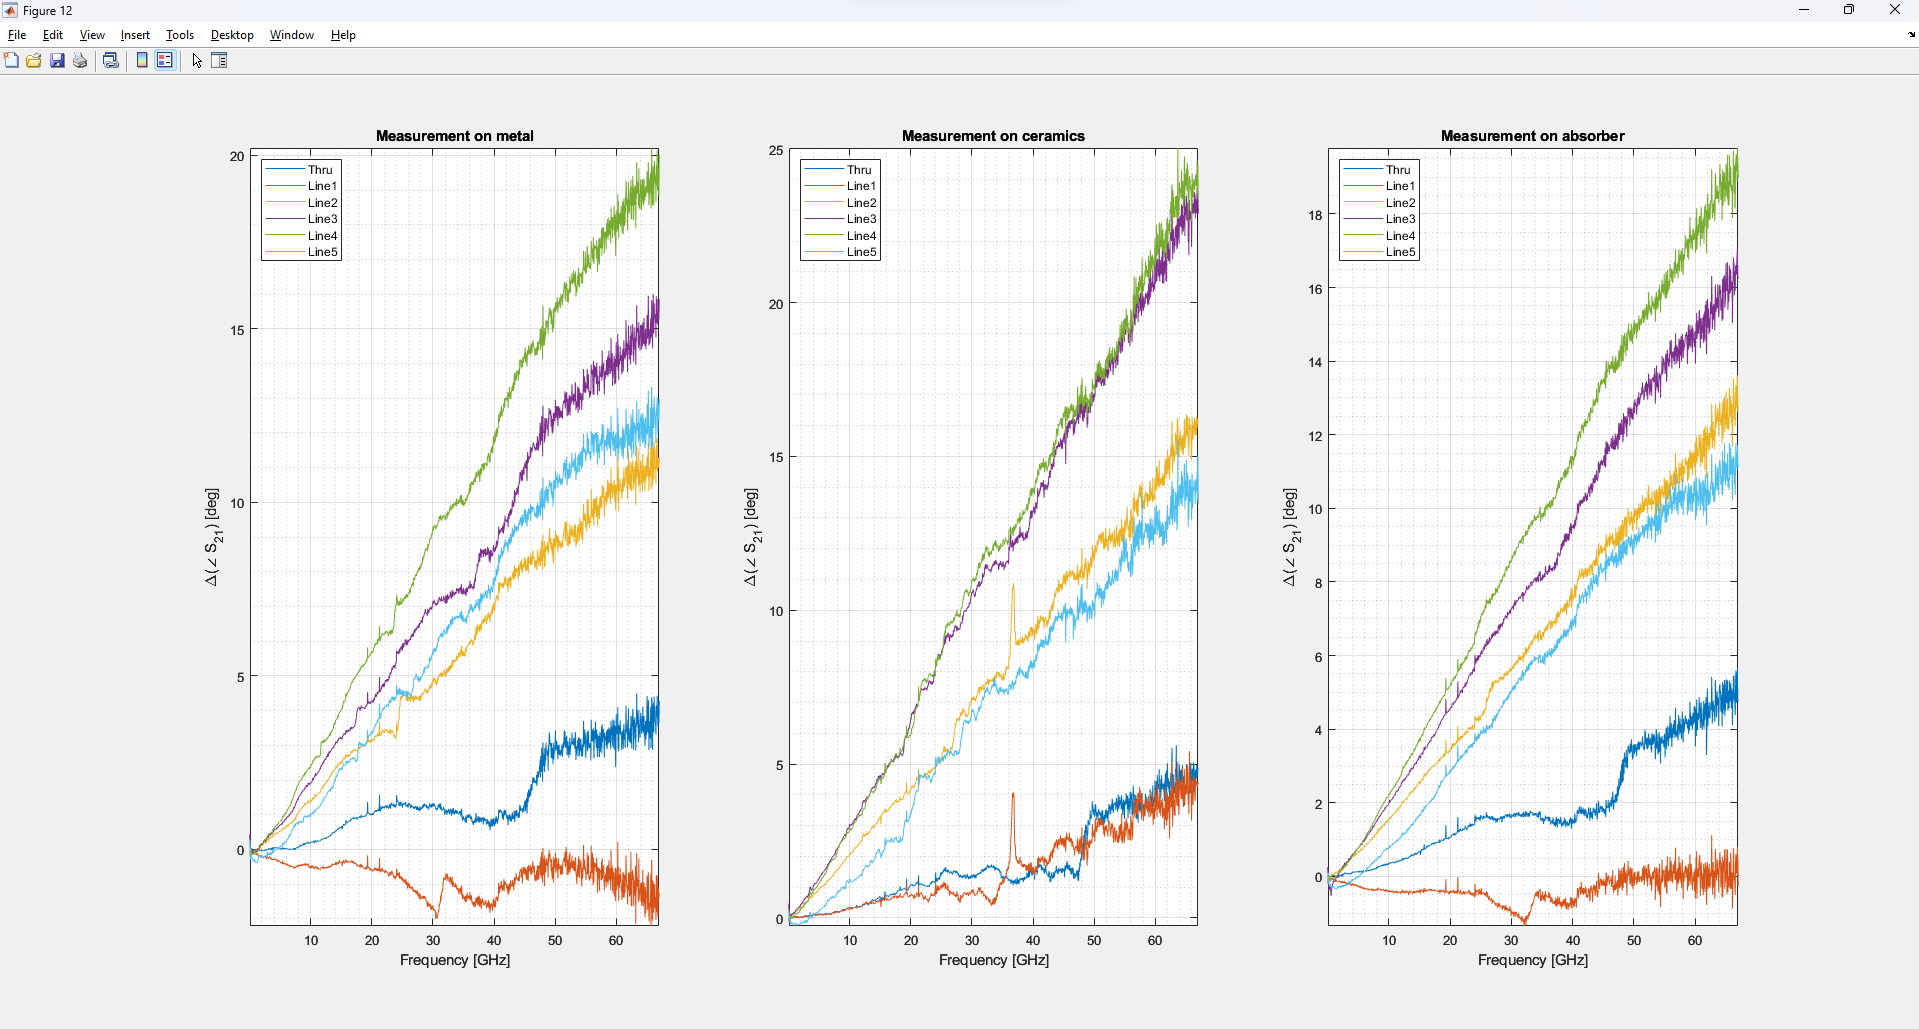 Figure 12
File Edit View Insert Tools Desktop Window Help
Measurement on metal
20
15
10
5
0
Δ(∠ S21) [deg]
Thru
Line1
Line2
Line3
Line4
Line5
10 20 30 40 50 60
Frequency [GHz]
Measurement on ceramics
25
20
15
10
5
0
Δ(∠ S21) [deg]
Thru
Line1
Line2
Line3
Line4
Line5
10 20 30 40 50 60
Frequency [GHz]
Measurement on absorber
18
16
14
12
10
8
6
4
2
0
Δ(∠ S21) [deg]
Thru
Line1
Line2
Line3
Line4
Line5
10 20 30 40 50 60
Frequency [GHz]